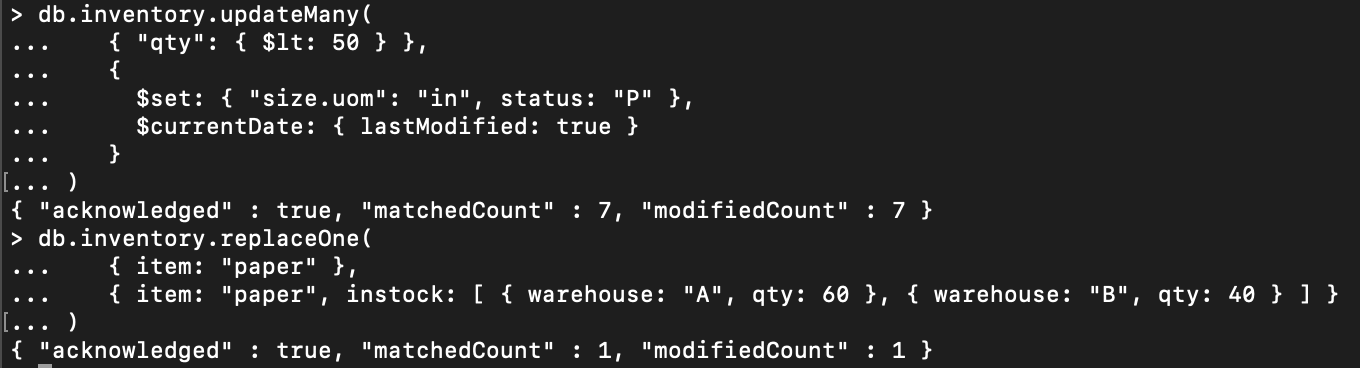 > db.inventory.updateMany(
...    { "qty": { $lt: 50 } },
...    {
...      $set: { "size.uom": "in", status: "P" },
...      $currentDate: { lastModified: true }
...    }
[... )
{ "acknowledged" : true, "matchedCount" : 7, "modifiedCount" : 7 }
> db.inventory.replaceOne(
...    { item: "paper" },
...    { item: "paper", instock: [ { warehouse: "A", qty: 60 }, { warehouse: "B", qty: 40 } ] }
[... )
{ "acknowledged" : true, "matchedCount" : 1, "modifiedCount" : 1 }